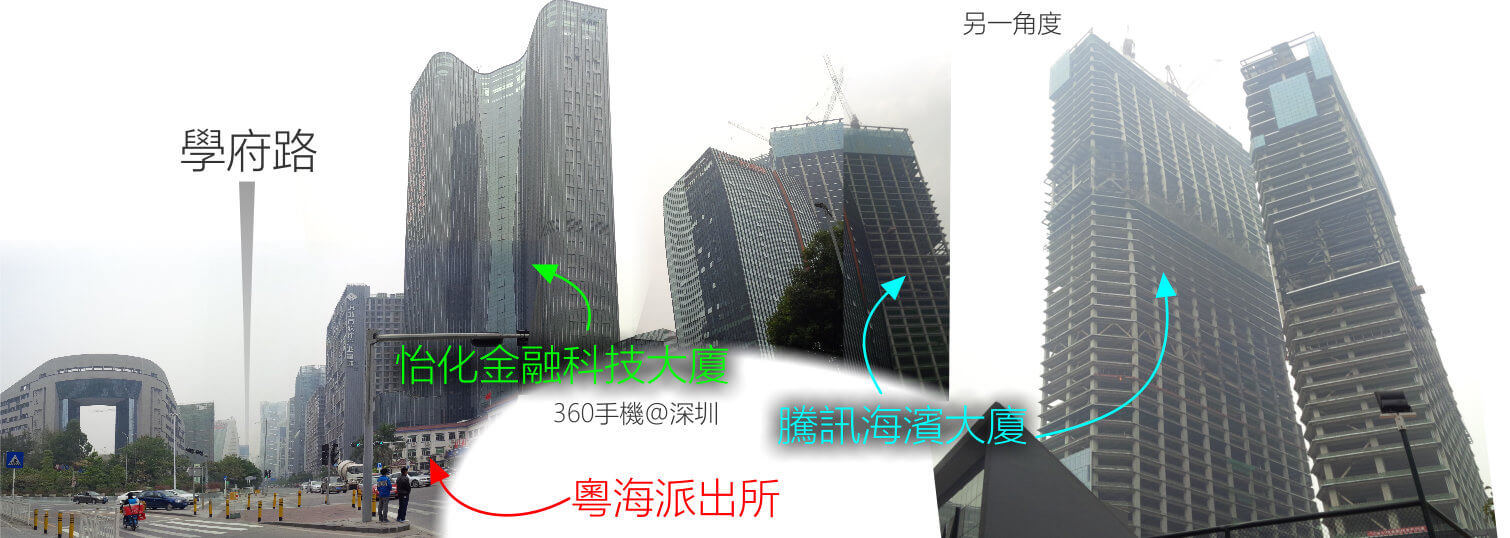 另一角度
學府路
怡化金融科技大廈
360手機@深圳
騰訊海濱大廈
粵海派出所